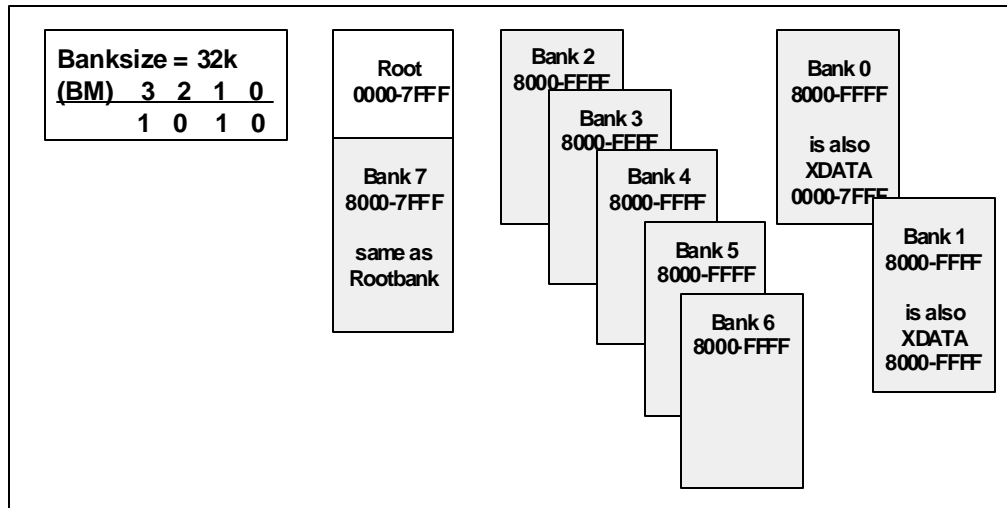 Banksize = 32k
(BM) 3 2 1 0
1 0 1 0
Root
0000-7FFF
Bank 7
8000-7FFF
same as
Rootbank
Bank 2
8000-FFFF
Bank 3
8000-FFFF
Bank 4
8000-FFFF
Bank 5
8000-FFFF
Bank 6
8000-FFFF
Bank 0
8000-FFFF
is also
XDATA
0000-7FFF
Bank 1
8000-FFFF
is also
XDATA
8000-FFFF